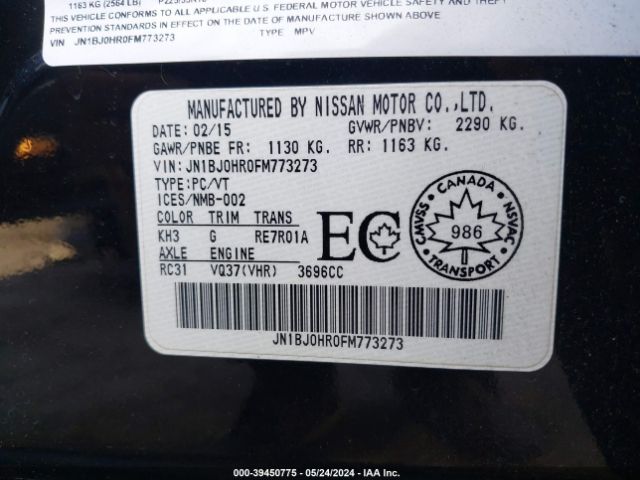 1163 KG (2564 LB)
THIS VEHICLE CONFORMS TO ALL APPLICABLE U.S. FEDERAL MOTOR VEHICLE SAFETY AND THEFT
PREVENTION STANDARDS IN EFFECT ON THE DATE OF MANUFACTURE SHOWN ABOVE.
VIN JN1BJ0HR0FM773273 TYPE MPV
MANUFACTURED BY NISSAN MOTOR CO.,LTD.
DATE: 02/15 GVWR/PNBV: 2290 KG.
GAWR/PNBE FR: 1130 KG. RR: 1163 KG.
VIN: JN1BJ0HR0FM773273
TYPE: PC/VT
ICES/NMB-002
COLOR TRIM TRANS
KH3 G RE7R01A
AXLE ENGINE
RC31 VQ37(VHR) 3696CC
EC
CANADA
CMVSS 986 NSVAC
TRANSPORT
JN1BJ0HR0FM773273
000-39450775 - 05/24/2024 - IAA Inc.